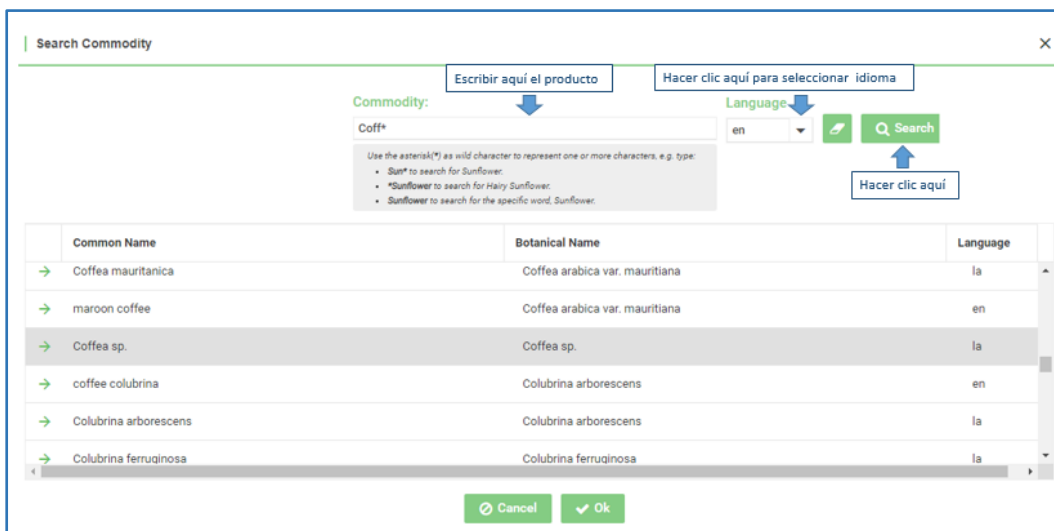 Search Commodity
Escribir aquí el producto
Hacer clic aquí para seleccionar idioma
Commodity:
Language
Coff*
en
Search
Use the asterisk(*) as wild character to represent one or more characters, e.g. type:
Sun* to search for Sunflower.
*Sunflower to search for Hairy Sunflower.
Sunflower to search for the specific word, Sunflower.
Hacer clic aquí
Common Name Botanical Name Language
Coffea mauritanica Coffea arabica var. mauritiana la
maroon coffee Coffea arabica var. mauritiana en
Coffea sp. Coffea sp. la
coffee colubrina Colubrina arborescens en
Colubrina arborescens Colubrina arborescens la
Colubrina ferruginosa Colubrina ferruginosa la
Cancel Ok